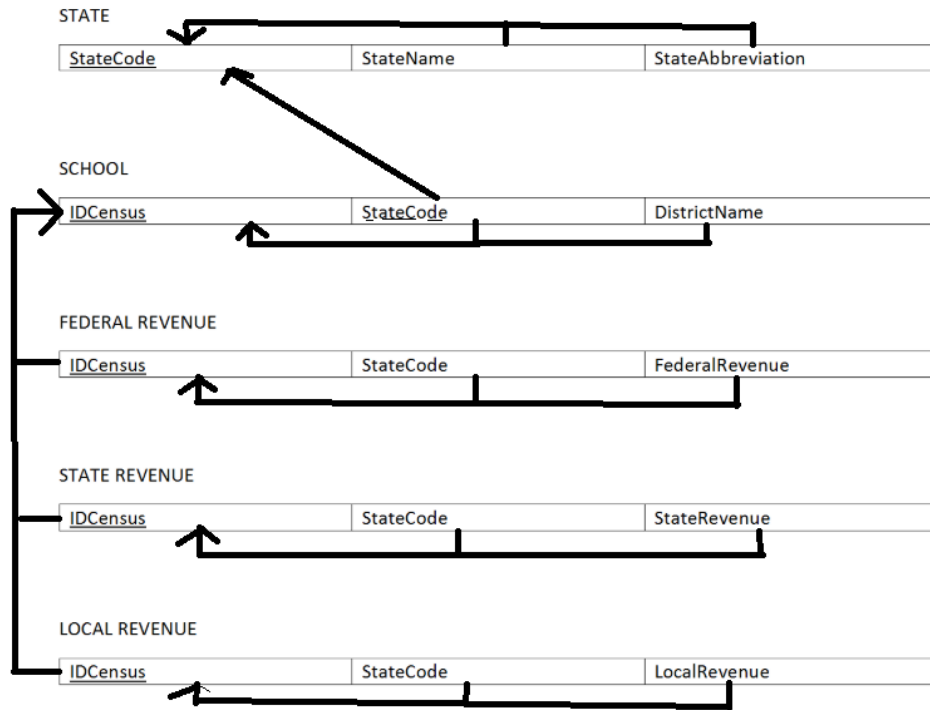 STATE
StateCode StateName StateAbbreviation
SCHOOL
IDCensus StateCode DistrictName
FEDERAL REVENUE
IDCensus StateCode FederalRevenue
STATE REVENUE
IDCensus StateCode StateRevenue
LOCAL REVENUE
IDCensus StateCode LocalRevenue